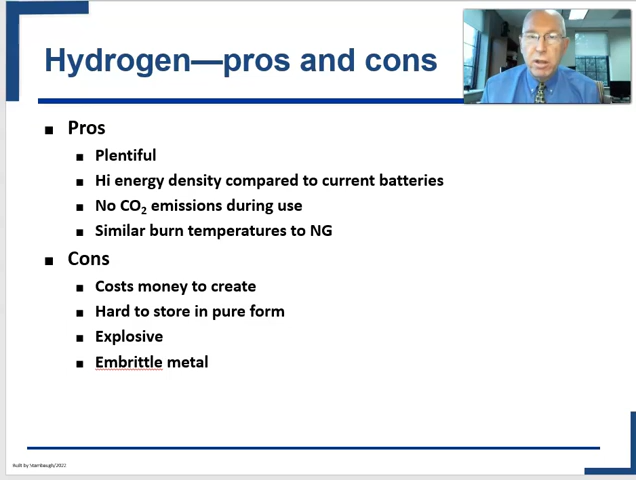 Hydrogen—pros and cons
Pros
Plentiful
Hi energy density compared to current batteries
No CO₂ emissions during use
Similar burn temperatures to NG
Cons
Costs money to create
Hard to store in pure form
Explosive
Embrittle metal
Built by